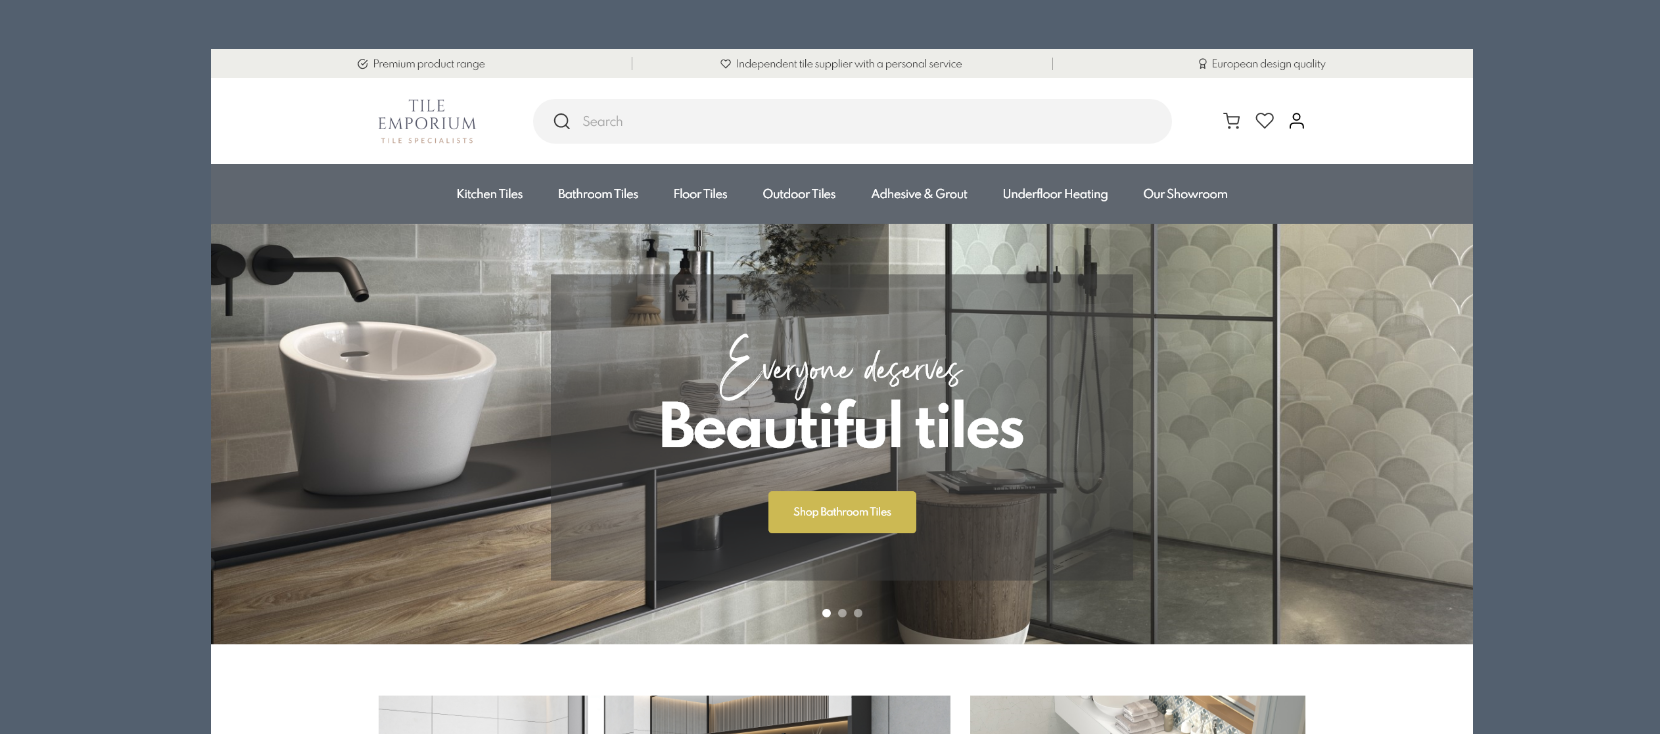 Premium product range
Independent tile supplier with a personal service
European design quality
TILE
EMPORIUM
TILE SPECIALISTS
Search
Kitchen Tiles
Bathroom Tiles
Floor Tiles
Outdoor Tiles
Adhesive & Grout
Underfloor Heating
Our Showroom
Everyone deserves
Beautiful tiles
Shop Bathroom Tiles